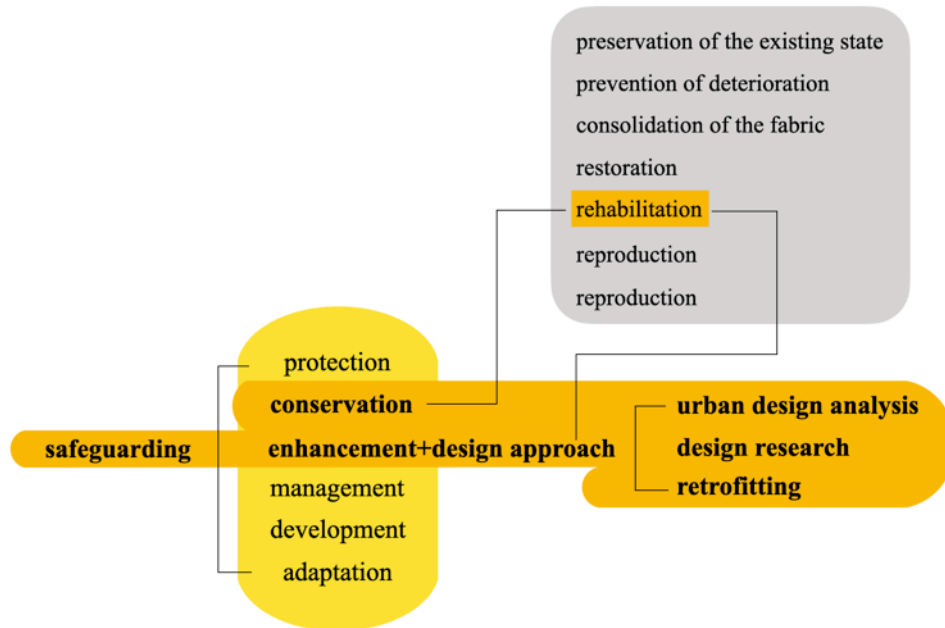 preservation of the existing state
prevention of deterioration
consolidation of the fabric
restoration
rehabilitation
reproduction
reproduction
protection
conservation
urban design analysis
safeguarding
enhancement+design approach
design research
management
retrofitting
development
adaptation